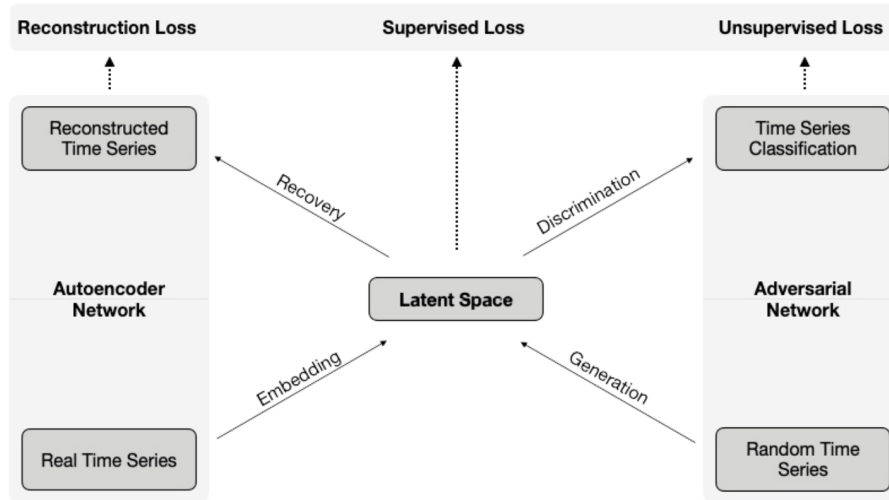 Reconstruction Loss
Supervised Loss
Unsupervised Loss
Reconstructed
Time Series
Time Series
Classification
Recovery
Discrimination
Autoencoder
Network
Latent Space
Adversarial
Network
Embedding
Generation
Real Time Series
Random Time
Series